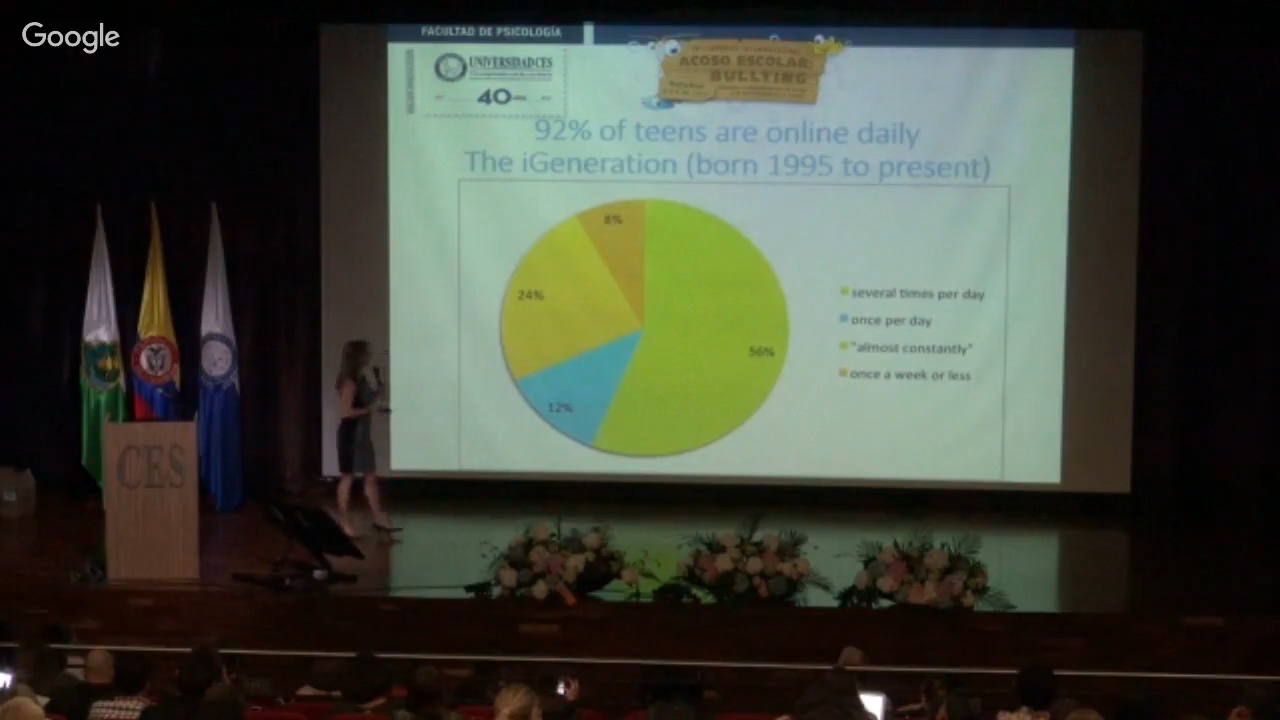 Google
FACULTAD DE PSICOLOGÍA
UNIVERSIDAD CES
40
ACOSO ESCOLAR:
BULLYING
92% of teens are online daily
The iGeneration (born 1995 to present)
8%
24%
56%
12%
several times per day
once per day
"almost constantly"
once a week or less
CES